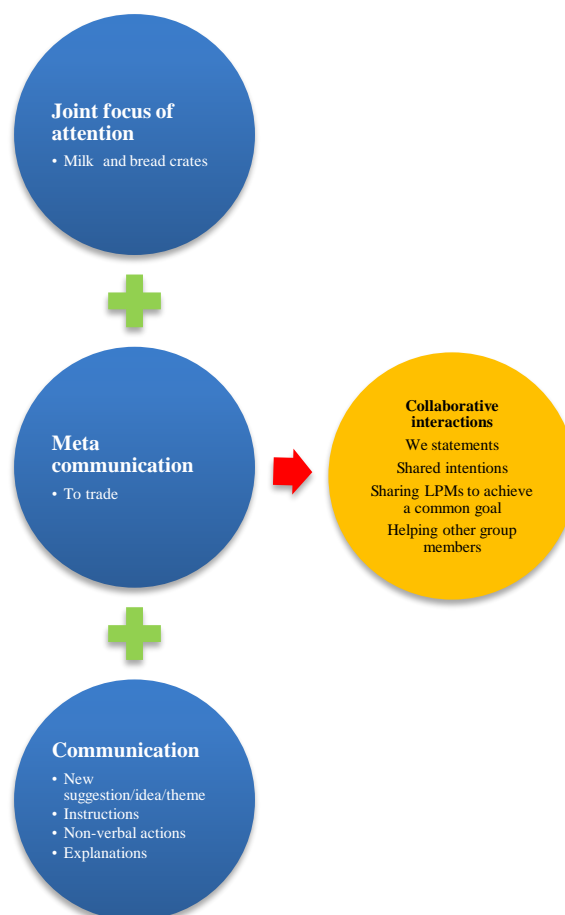 Joint focus of
attention
• Milk and bread crates
Meta
communication
• To trade
Collaborative
interactions
We statements
Shared intentions
Sharing LPMs to achieve
a common goal
Helping other group
members
Communication
• New
suggestion/idea/theme
• Instructions
• Non-verbal actions
• Explanations